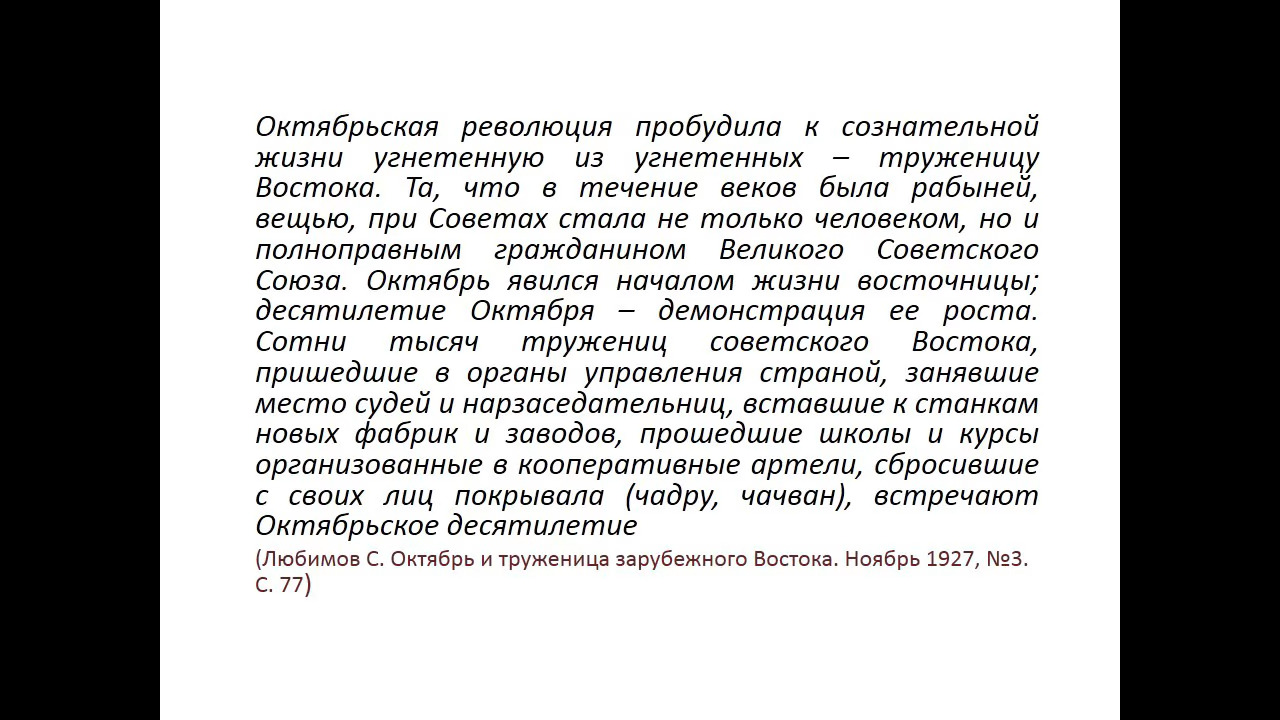 Октябрьская революция пробудила к сознательной
жизни угнетенную из угнетенных – труженицу
Востока. Та, что в течение веков была рабыней,
вещью, при Советах стала не только человеком, но и
полноправным гражданином Великого Советского
Союза. Октябрь явился началом жизни восточницы;
десятилетие Октября – демонстрация ее роста.
Сотни тысяч тружениц советского Востока,
пришедшие в органы управления страной, занявшие
место судей и нарзаседательниц, вставшие к станкам
новых фабрик и заводов, прошедшие школы и курсы
организованные в кооперативные артели, сбросившие
с своих лиц покрывала (чадру, чачван), встречают
Октябрьское десятилетие
(Любимов С. Октябрь и труженица зарубежного Востока. Ноябрь 1927, №3.
С. 77)